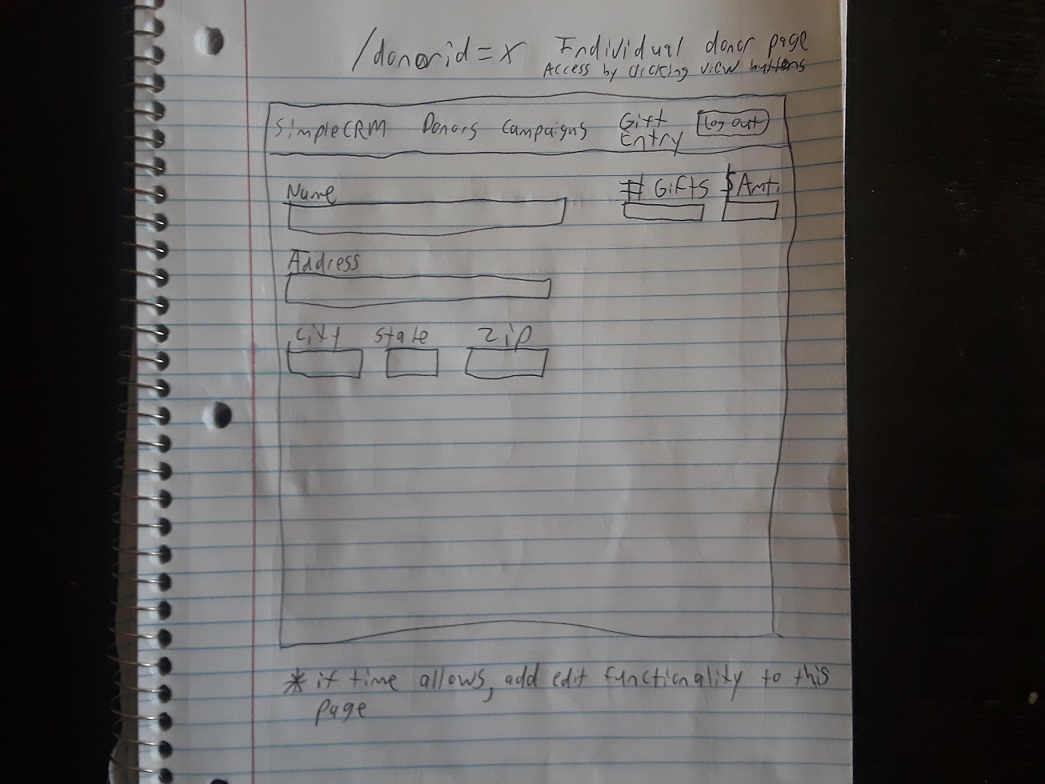 /donorid=x Individual donor page
Access by clicking view buttons
SimpleCRM Donors Campaigns Gift Entry Log out
Name # Gifts $Amt.
Address
City State Zip
* if time allows, add edit functionality to this
page